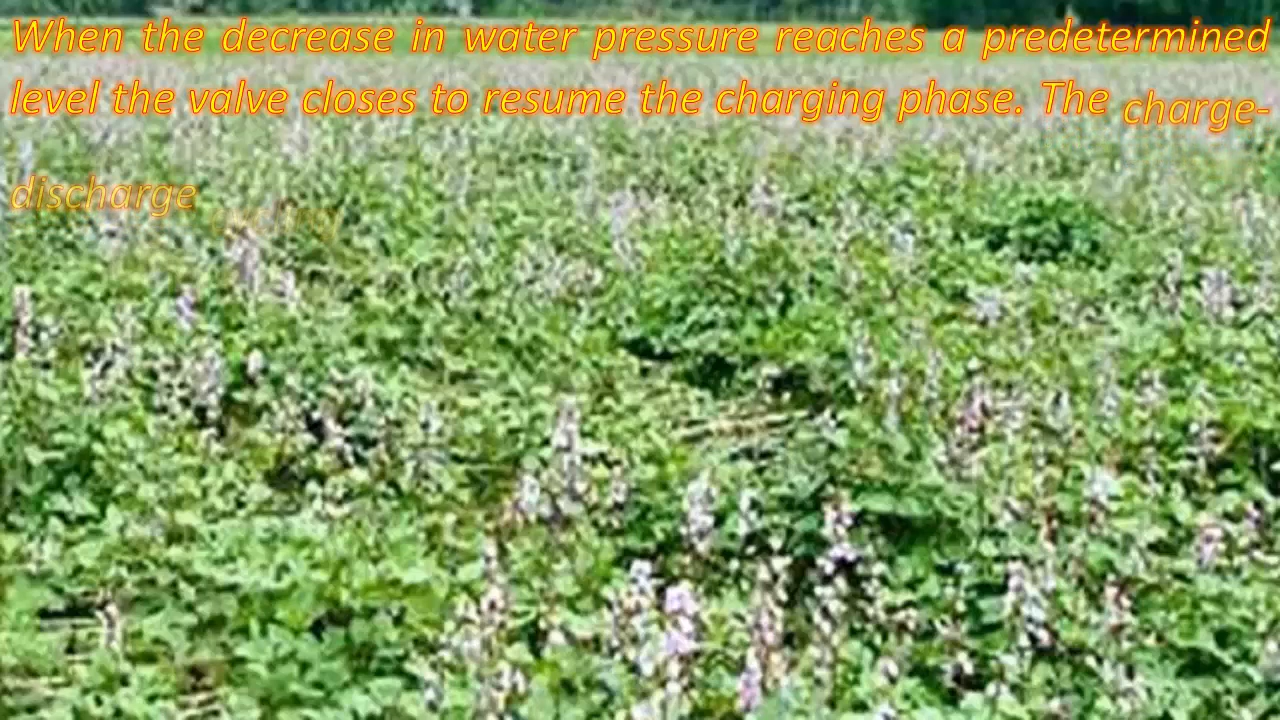 When the decrease in water pressure reaches a predetermined
level the valve closes to resume the charging phase. The charge-
discharge cycling